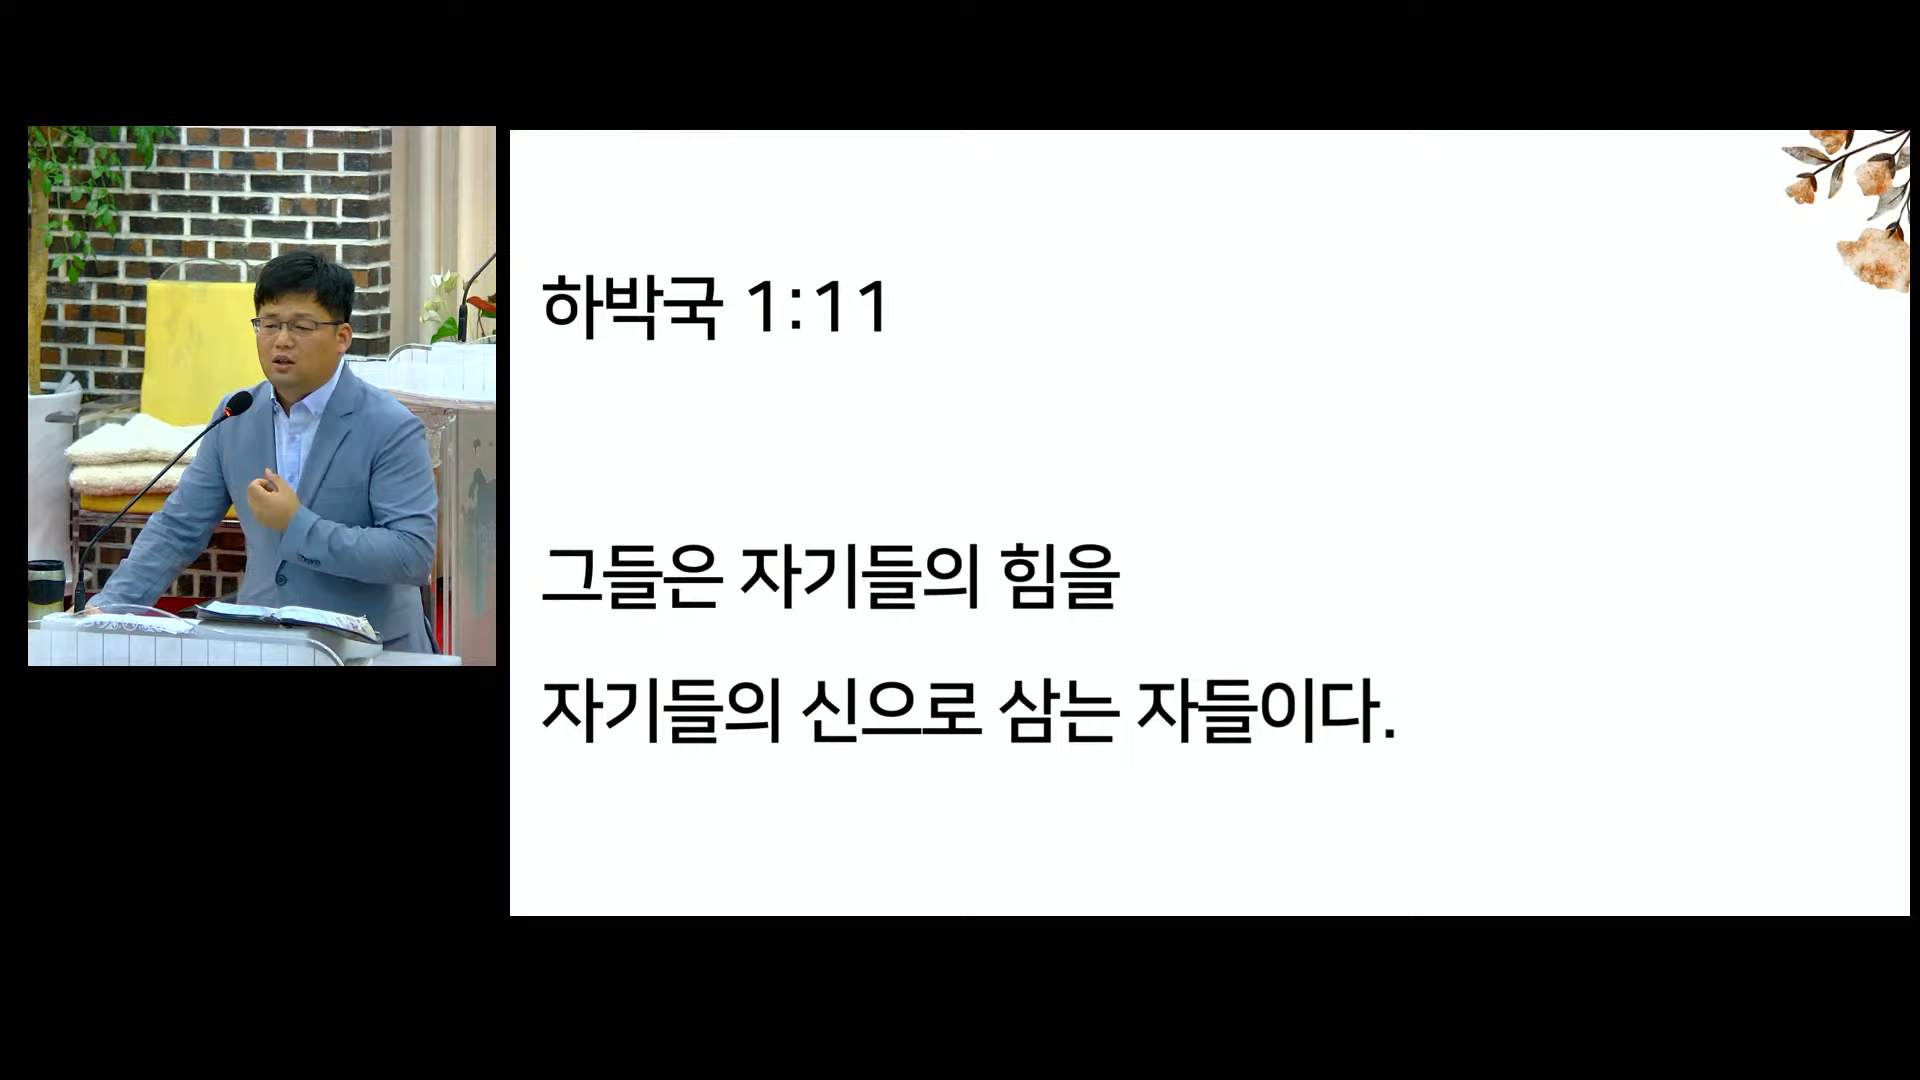 하박국 1:11
그들은 자기들의 힘을
자기들의 신으로 삼는 자들이다.